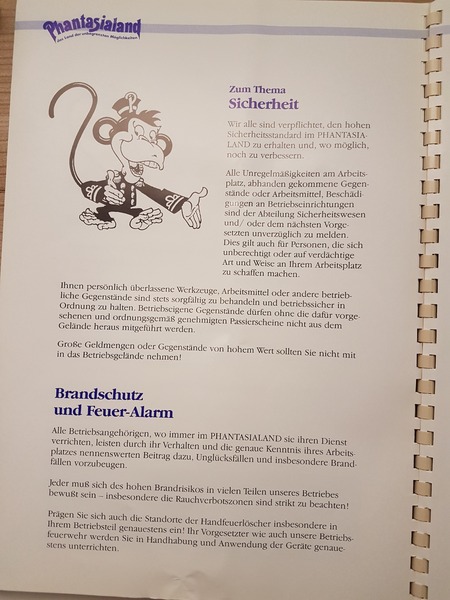 Phantasialand
das Land der unbegrenzten Möglichkeiten
Zum Thema
Sicherheit
Wir alle sind verpflichtet, den hohen
Sicherheitsstandard im PHANTASIA-
LAND zu erhalten und, wo möglich,
noch zu verbessern.
Alle Unregelmäßigkeiten am Arbeits-
platz, abhanden gekommene Gegen-
stände oder Arbeitsmittel, Beschädi-
gungen an Betriebseinrichtungen
sind der Abteilung Sicherheitswesen
und/ oder dem nächsten Vorge-
setzten unverzüglich zu melden.
Dies gilt auch für Personen, die sich
unberechtigt oder auf verdächtige
Art und Weise an Ihrem Arbeitsplatz
zu schaffen machen.
Ihnen persönlich überlassene Werkzeuge, Arbeitsmittel oder andere betrieb-
liche Gegenstände sind stets sorgfältig zu behandeln und betriebssicher in
Ordnung zu halten. Betriebseigene Gegenstände dürfen ohne die dafür vorge-
sehenen und ordnungsgemäß genehmigten Passierscheine nicht aus dem
Gelände heraus mitgeführt werden.
Große Geldmengen oder Gegenstände von hohem Wert sollten Sie nicht mit
in das Betriebsgelände nehmen!
Brandschutz
und Feuer-Alarm
Alle Betriebsangehörigen, wo immer im PHANTASIALAND sie ihren Dienst
verrichten, leisten durch ihr Verhalten und die genaue Kenntnis ihres Arbeits-
platzes nennenswerten Beitrag dazu, Unglücksfällen und insbesondere Brand-
fällen vorzubeugen.
Jeder muß sich des hohen Brandrisikos in vielen Teilen unseres Betriebes
bewußt sein – insbesondere die Rauchverbotszonen sind strikt zu beachten!
Prägen Sie sich auch die Standorte der Handfeuerlöscher insbesondere in
Ihrem Betriebsteil genauestens ein! Ihr Vorgesetzter wie auch unsere Betriebs-
feuerwehr werden Sie in Handhabung und Anwendung der Geräte genaue-
stens unterrichten.